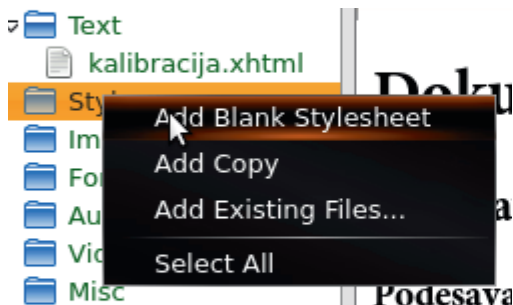 Text
kalibracija.xhtml
Add Blank Stylesheet
Add Copy
Add Existing Files...
Select All
Misc